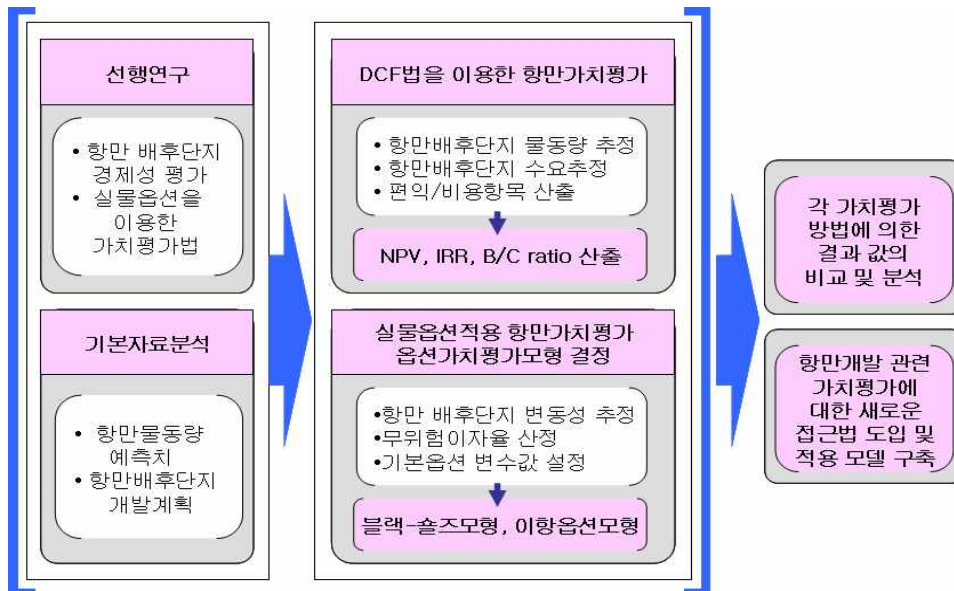 선행연구
• 항만 배후단지
경제성 평가
• 실물옵션을
이용한
가치평가법
기본자료분석
• 항만물동량
예측치
• 항만배후단지
개발계획
DCF법을 이용한 항만가치평가
• 항만배후단지 물동량 추정
• 항만배후단지 수요추정
• 편익/비용항목 산출
NPV, IRR, B/C ratio 산출
실물옵션적용 항만가치평가
옵션가치평가모형 결정
•항만 배후단지 변동성 추정
•무위험이자율 산정
•기본옵션 변수값 설정
블랙-숄즈모형, 이항옵션모형
각 가치평가
방법에 의한
결과 값의
비교 및 분석
항만개발 관련
가치평가에
대한 새로운
접근법 도입 및
적용 모델 구축